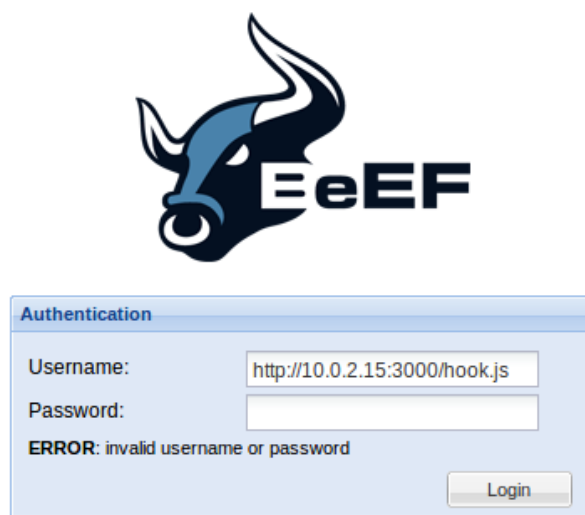 BeEF
Authentication
Username: http://10.0.2.15:3000/hook.js
Password:
ERROR: invalid username or password
Login